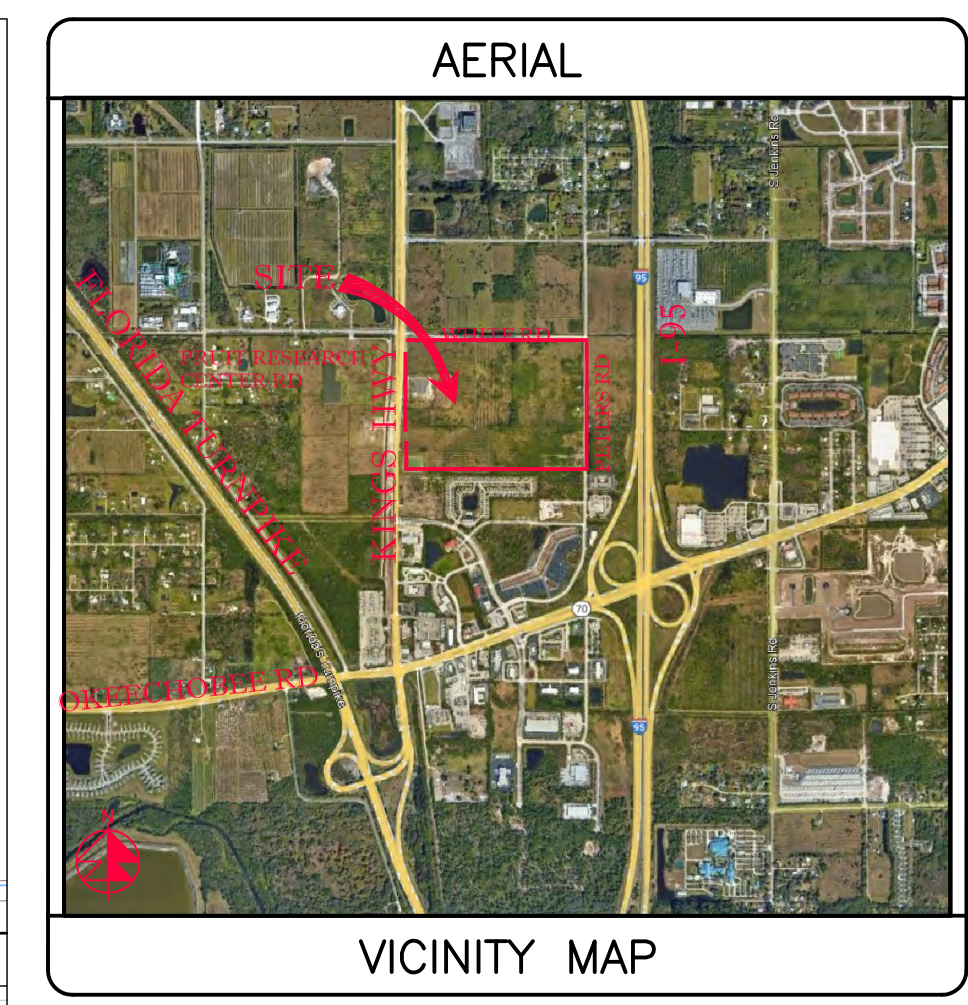 AERIAL
S Jenkins Rd
95
SITE
I-95
WHITE RD
FLORIDA TURNPIKE
FRUIT RESEARCH
CENTER RD
KINGS HWY
PETERS RD
70
Florida's Turnpike
OKEECHOBEE RD
S Jenkins Rd
95
N
VICINITY MAP